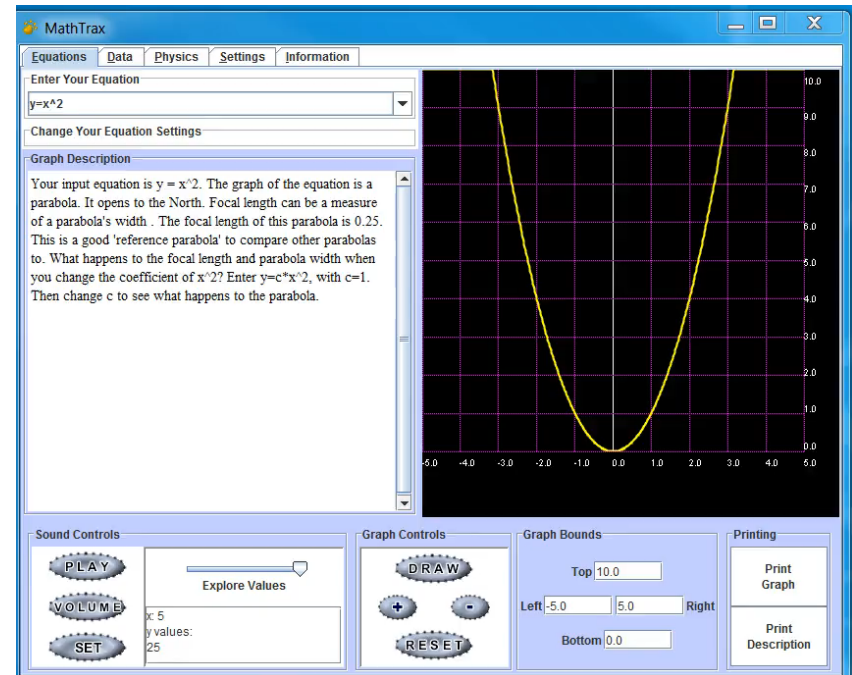 MathTrax
Equations Data Physics Settings Information
Enter Your Equation
y=x^2
Change Your Equation Settings
Graph Description
Your input equation is y = x^2. The graph of the equation is a
parabola. It opens to the North. Focal length can be a measure
of a parabola's width . The focal length of this parabola is 0.25.
This is a good 'reference parabola' to compare other parabolas
to. What happens to the focal length and parabola width when
you change the coefficient of x^2? Enter y=c*x^2, with c=1.
Then change c to see what happens to the parabola.
10.0
9.0
8.0
7.0
6.0
5.0
4.0
3.0
2.0
1.0
0.0
-5.0 -4.0 -3.0 -2.0 -1.0 0.0 1.0 2.0 3.0 4.0 5.0
Sound Controls
PLAY
VOLUME
SET
Explore Values
x: 5
y values:
25
Graph Controls
DRAW
+ -
RESET
Graph Bounds
Top 10.0
Left -5.0 5.0 Right
Bottom 0.0
Printing
Print
Graph
Print
Description